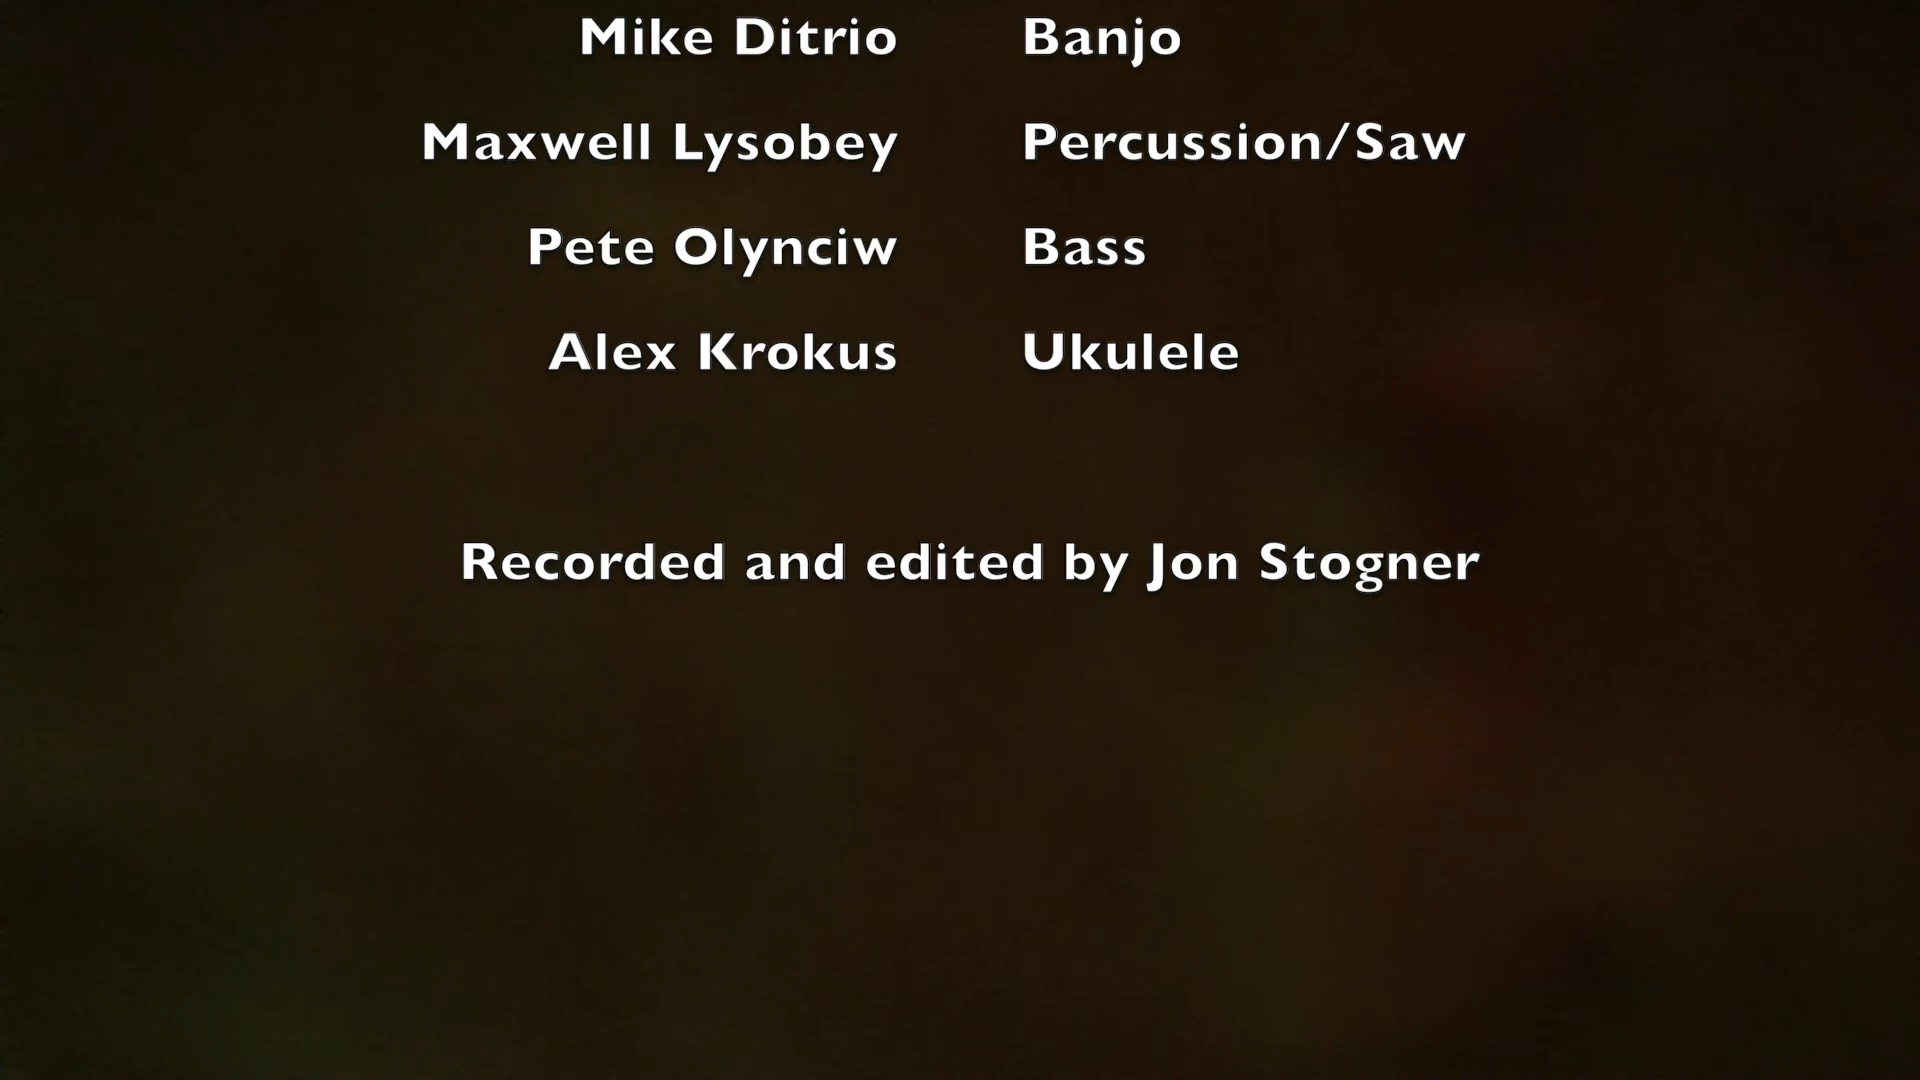 Mike Ditrio Banjo
Maxwell Lysobey Percussion/Saw
Pete Olynciw Bass
Alex Krokus Ukulele
Recorded and edited by Jon Stogner